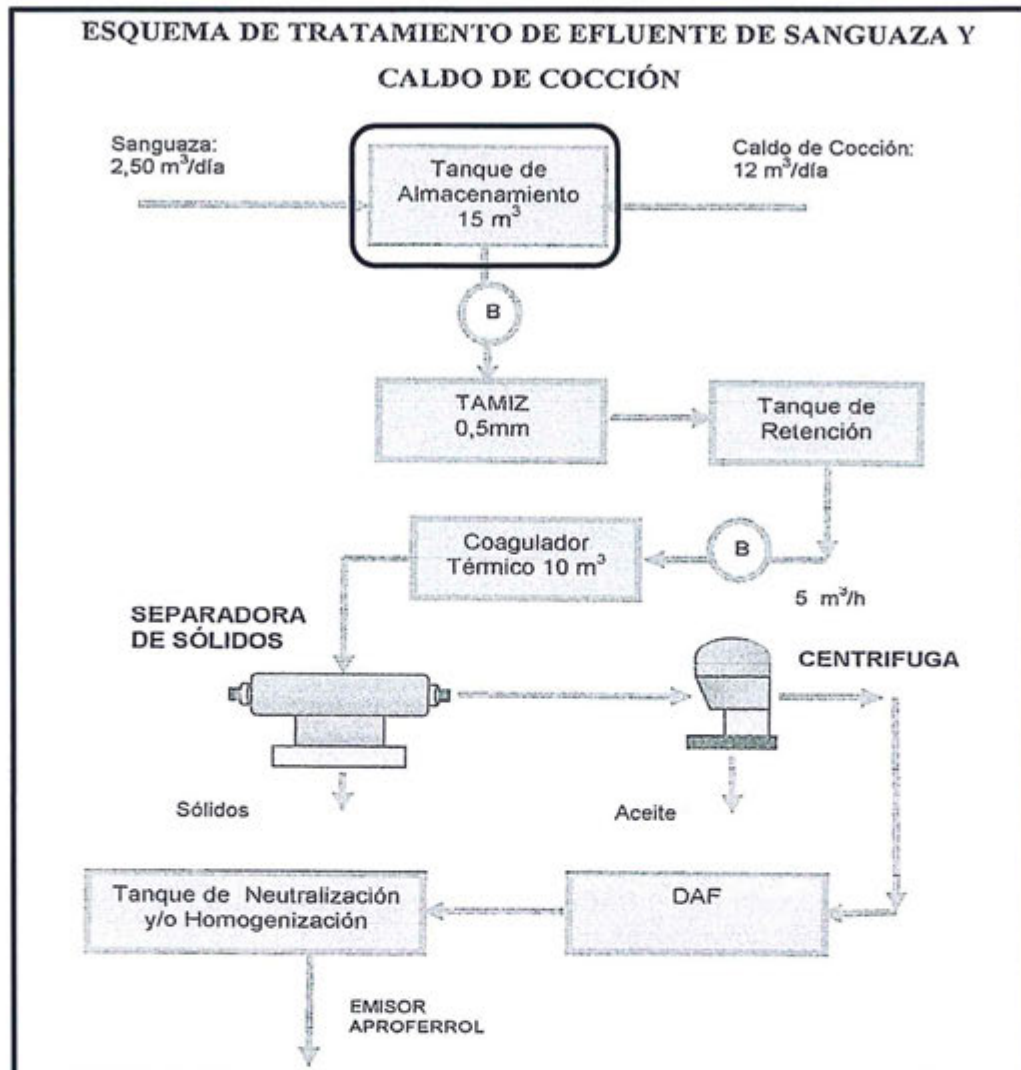 ESQUEMA DE TRATAMIENTO DE EFLUENTE DE SANGUAZA Y
CALDO DE COCCIÓN
Sanguaza:
2,50 m³/día
Tanque de
Almacenamiento
15 m³
Caldo de Cocción:
12 m³/día
B
TAMIZ
0,5mm
Tanque de
Retención
Coagulador
Térmico 10 m³
B
5 m³/h
SEPARADORA
DE SÓLIDOS
CENTRIFUGA
Sólidos
Aceite
Tanque de Neutralización
y/o Homogenización
DAF
EMISOR
APROFERROL